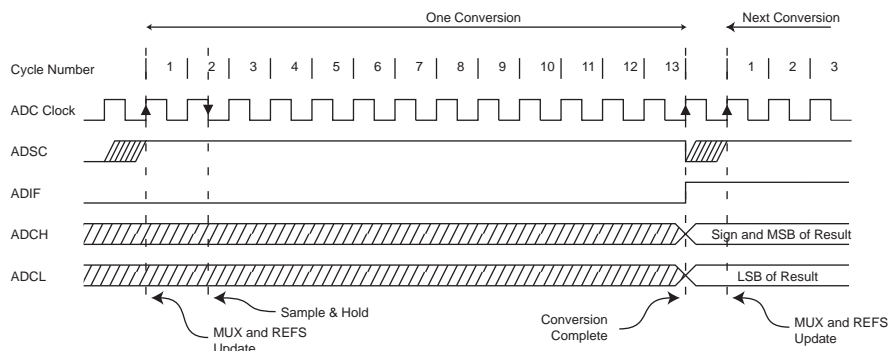 One Conversion
Next Conversion
Cycle Number 1 2 3 4 5 6 7 8 9 10 11 12 13 1 2 3
ADC Clock
ADSC
ADIF
ADCH
Sign and MSB of Result
ADCL
LSB of Result
MUX and REFS
Update
Sample & Hold
Conversion
Complete
MUX and REFS
Update